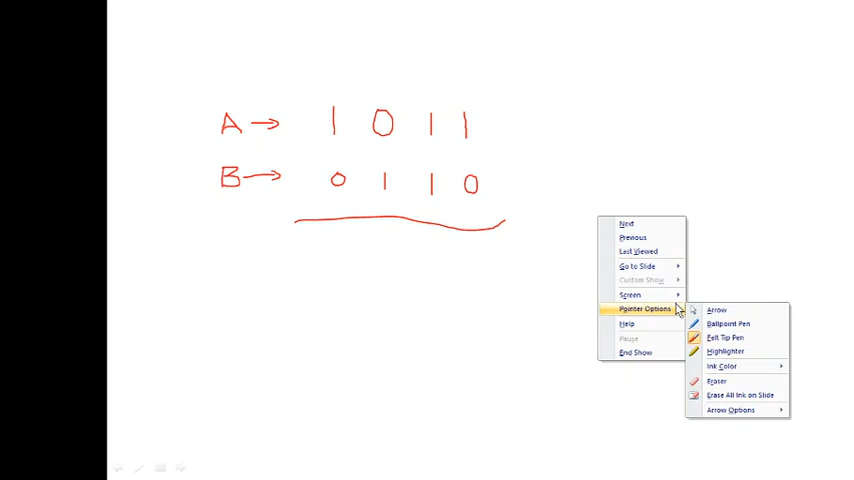 A → 1 0 1 1
B → 0 1 1 0
Next
Previous
Last Viewed
Go to Slide
Custom Show
Screen
Pointer Options
Help
Pause
End Show
Arrow
Ballpoint Pen
Felt Tip Pen
Highlighter
Ink Color
Eraser
Erase All Ink on Slide
Arrow Options